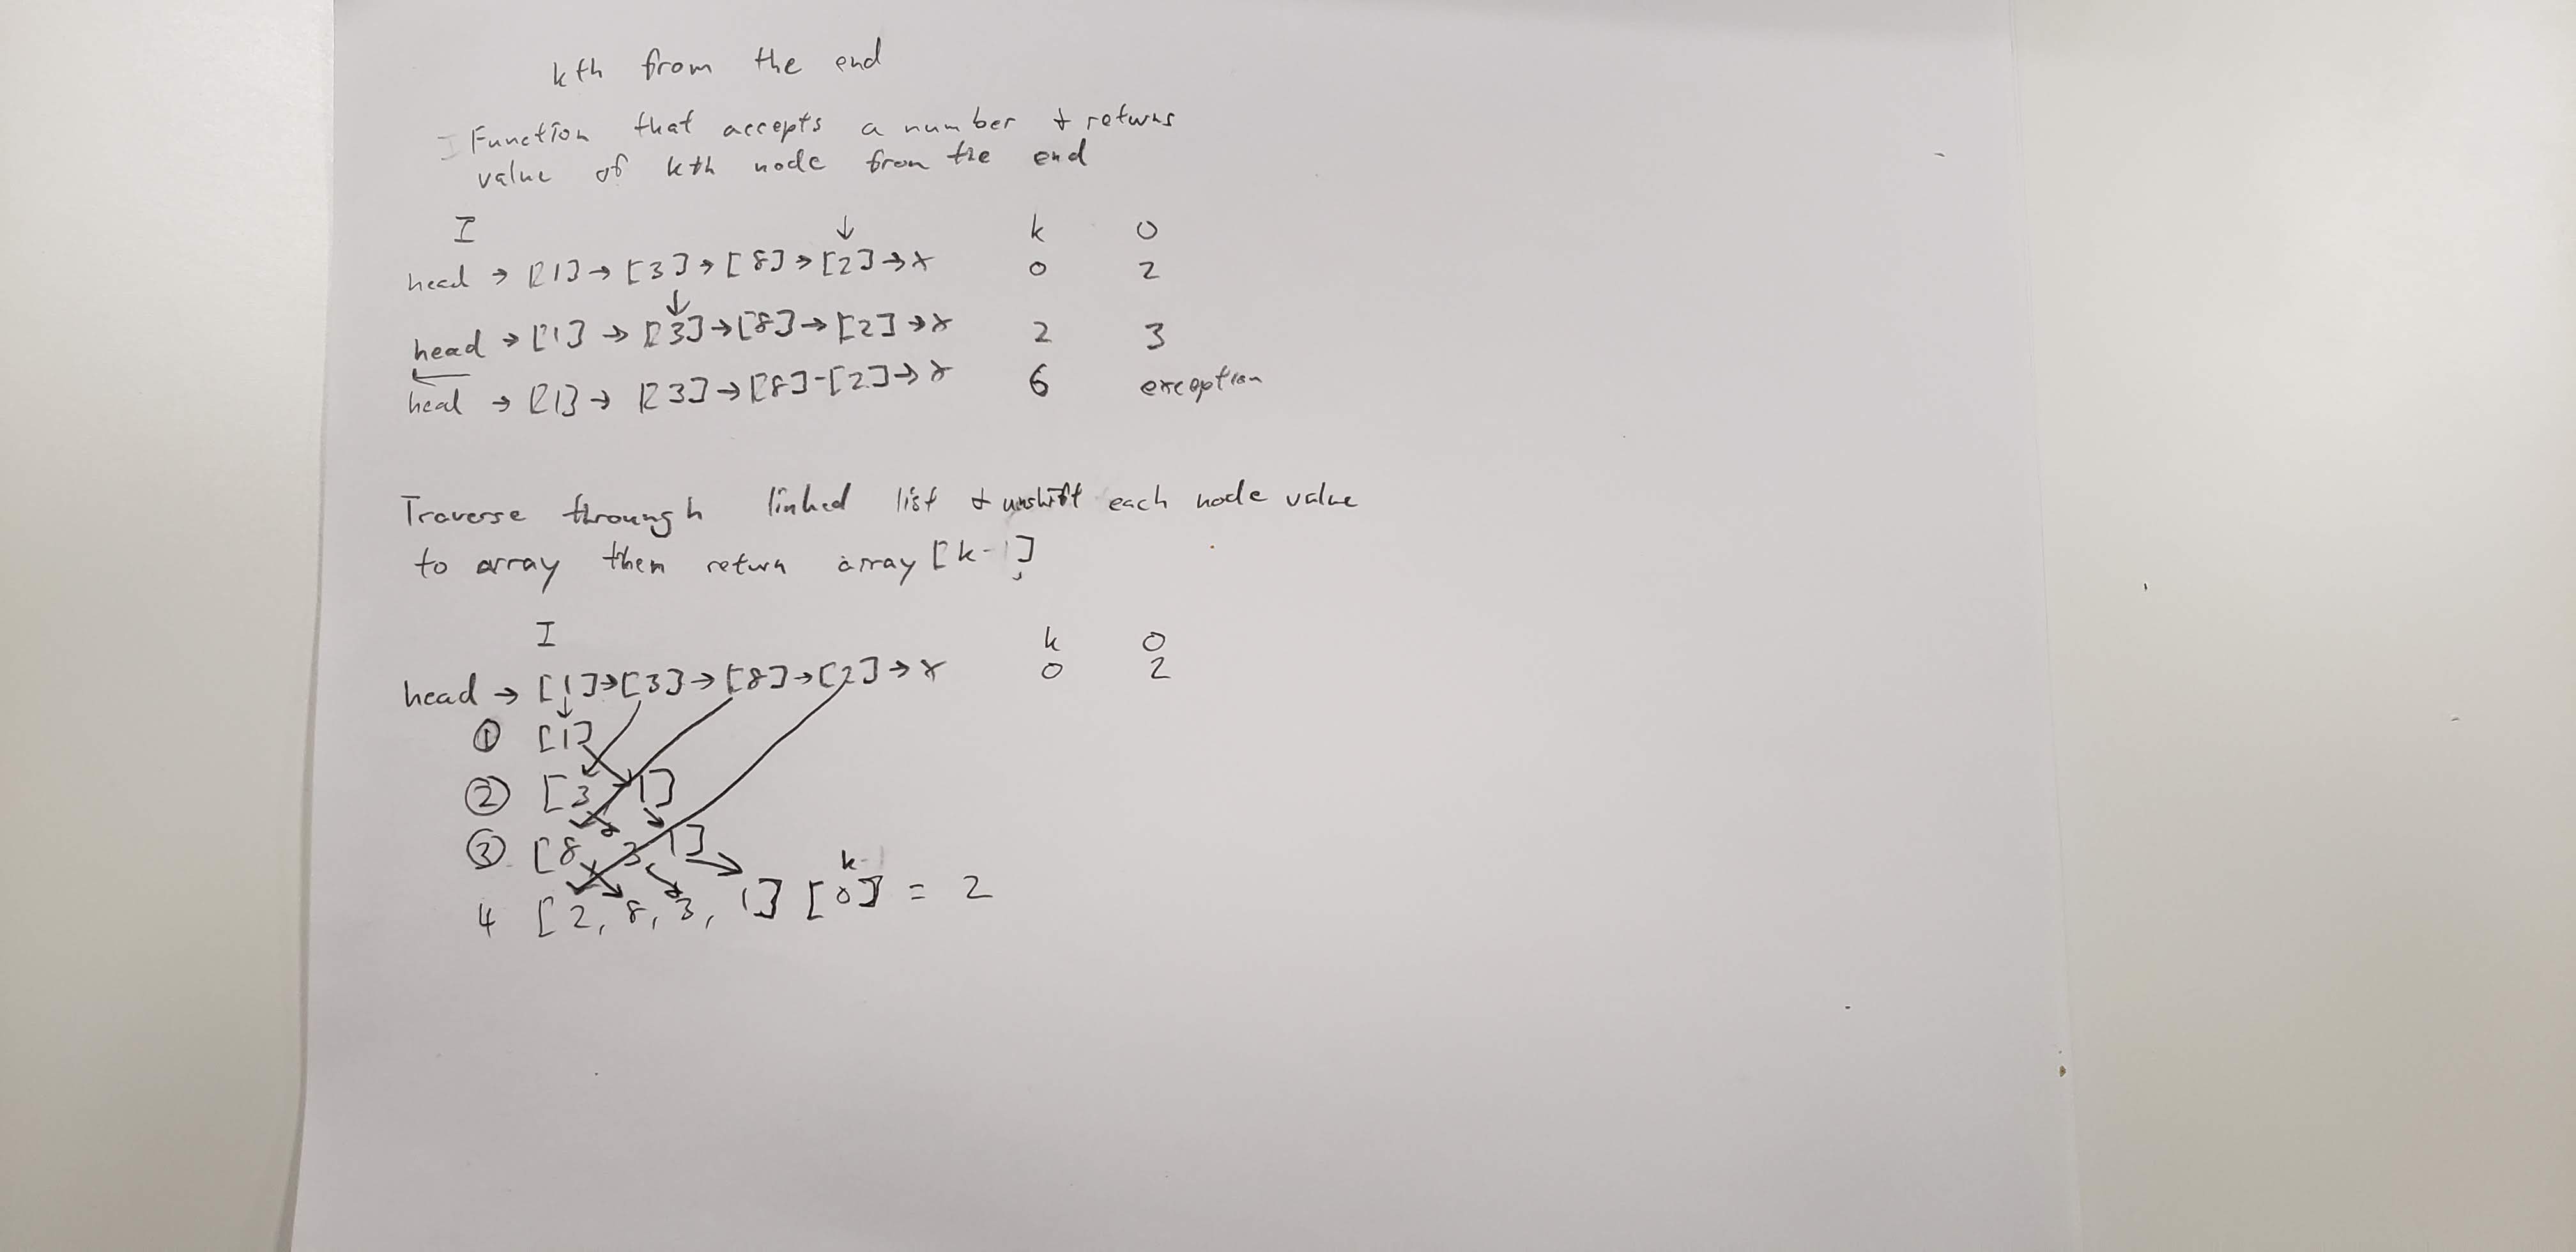 kth from the end
I Function that accepts a number + returns
value of kth node from the end
I k O
head → [1] → [3] → [8] → [2] → x 0 2
head → [1] → [3] → [8] → [2] → x 2 3
head → [1] → [3] → [8] - [2] → x 6 exception
Traverse through linked list + unshift each node value
to array then return array [k-1];
I k O
head → [1] → [3] → [8] → [2] → x 0 2
① [1]
② [3, 1]
③ [8, 3, 1] k-1
4 [2, 8, 3, 1] [0] = 2